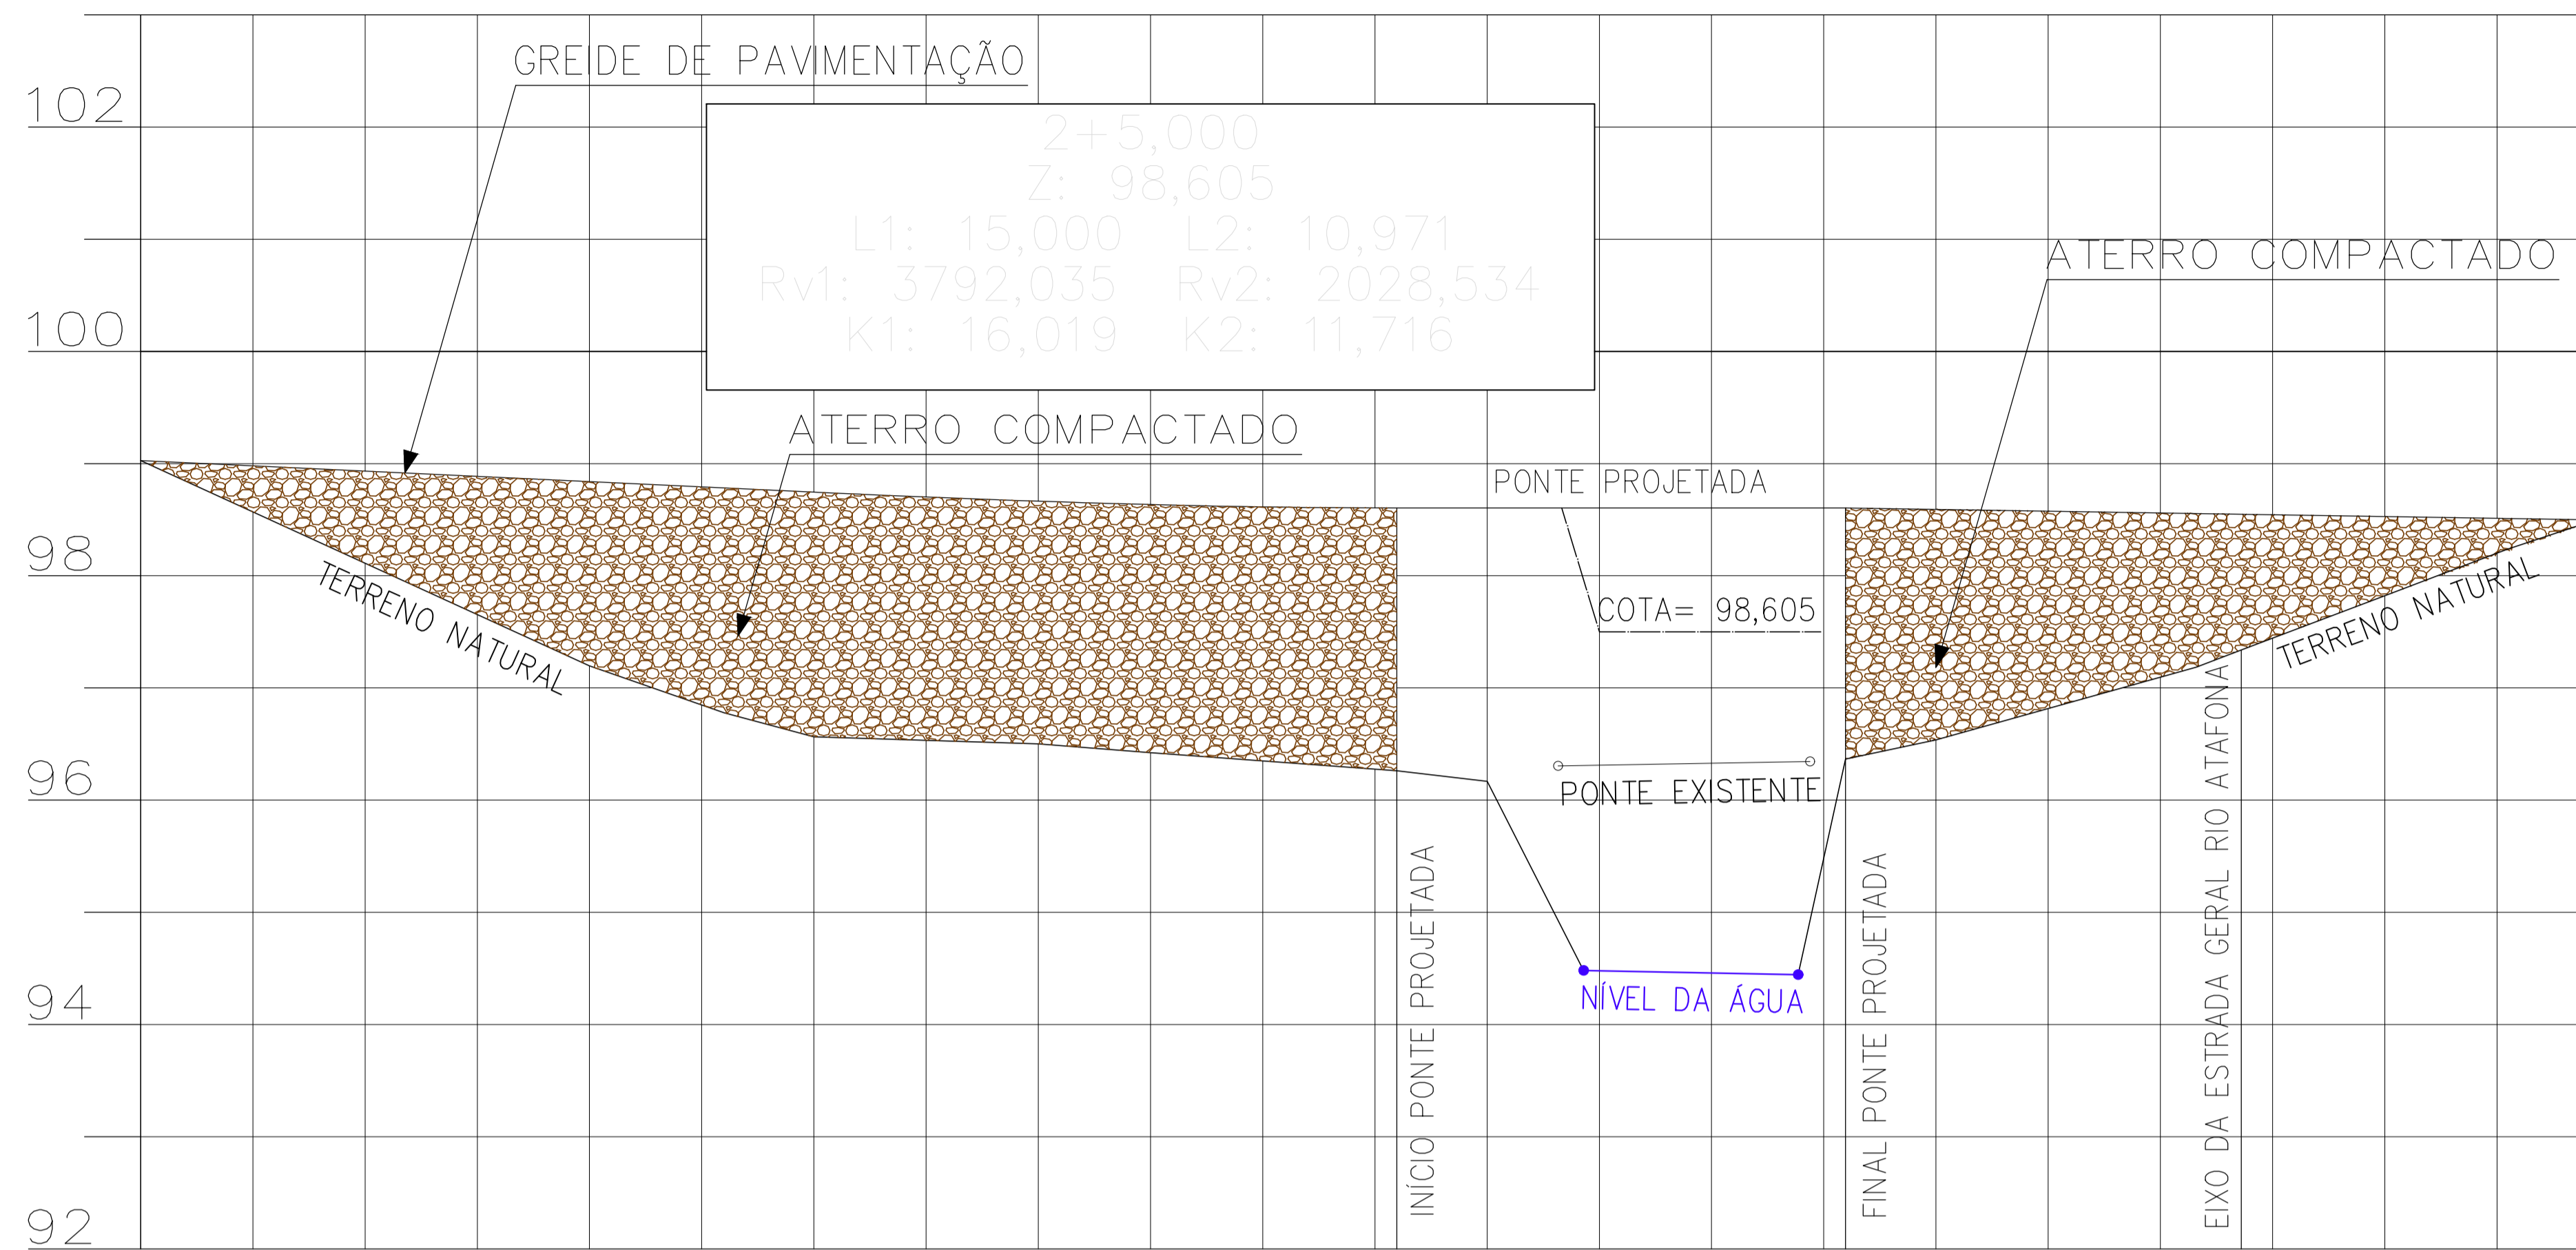 GREIDE DE PAVIMENTAÇÃO
102
2+5,000
Z: 98,605
L1: 15,000 L2: 10,971
Rv1: 3792,035 Rv2: 2028,534
K1: 16,019 K2: 11,716
ATERRO COMPACTADO
100
ATERRO COMPACTADO
PONTE PROJETADA
98
TERRENO NATURAL
COTA= 98,605
TERRENO NATURAL
96
PONTE EXISTENTE
INÍCIO PONTE PROJETADA
FINAL PONTE PROJETADA
EIXO DA ESTRADA GERAL RIO ATAFONA
94
NÍVEL DA ÁGUA
92